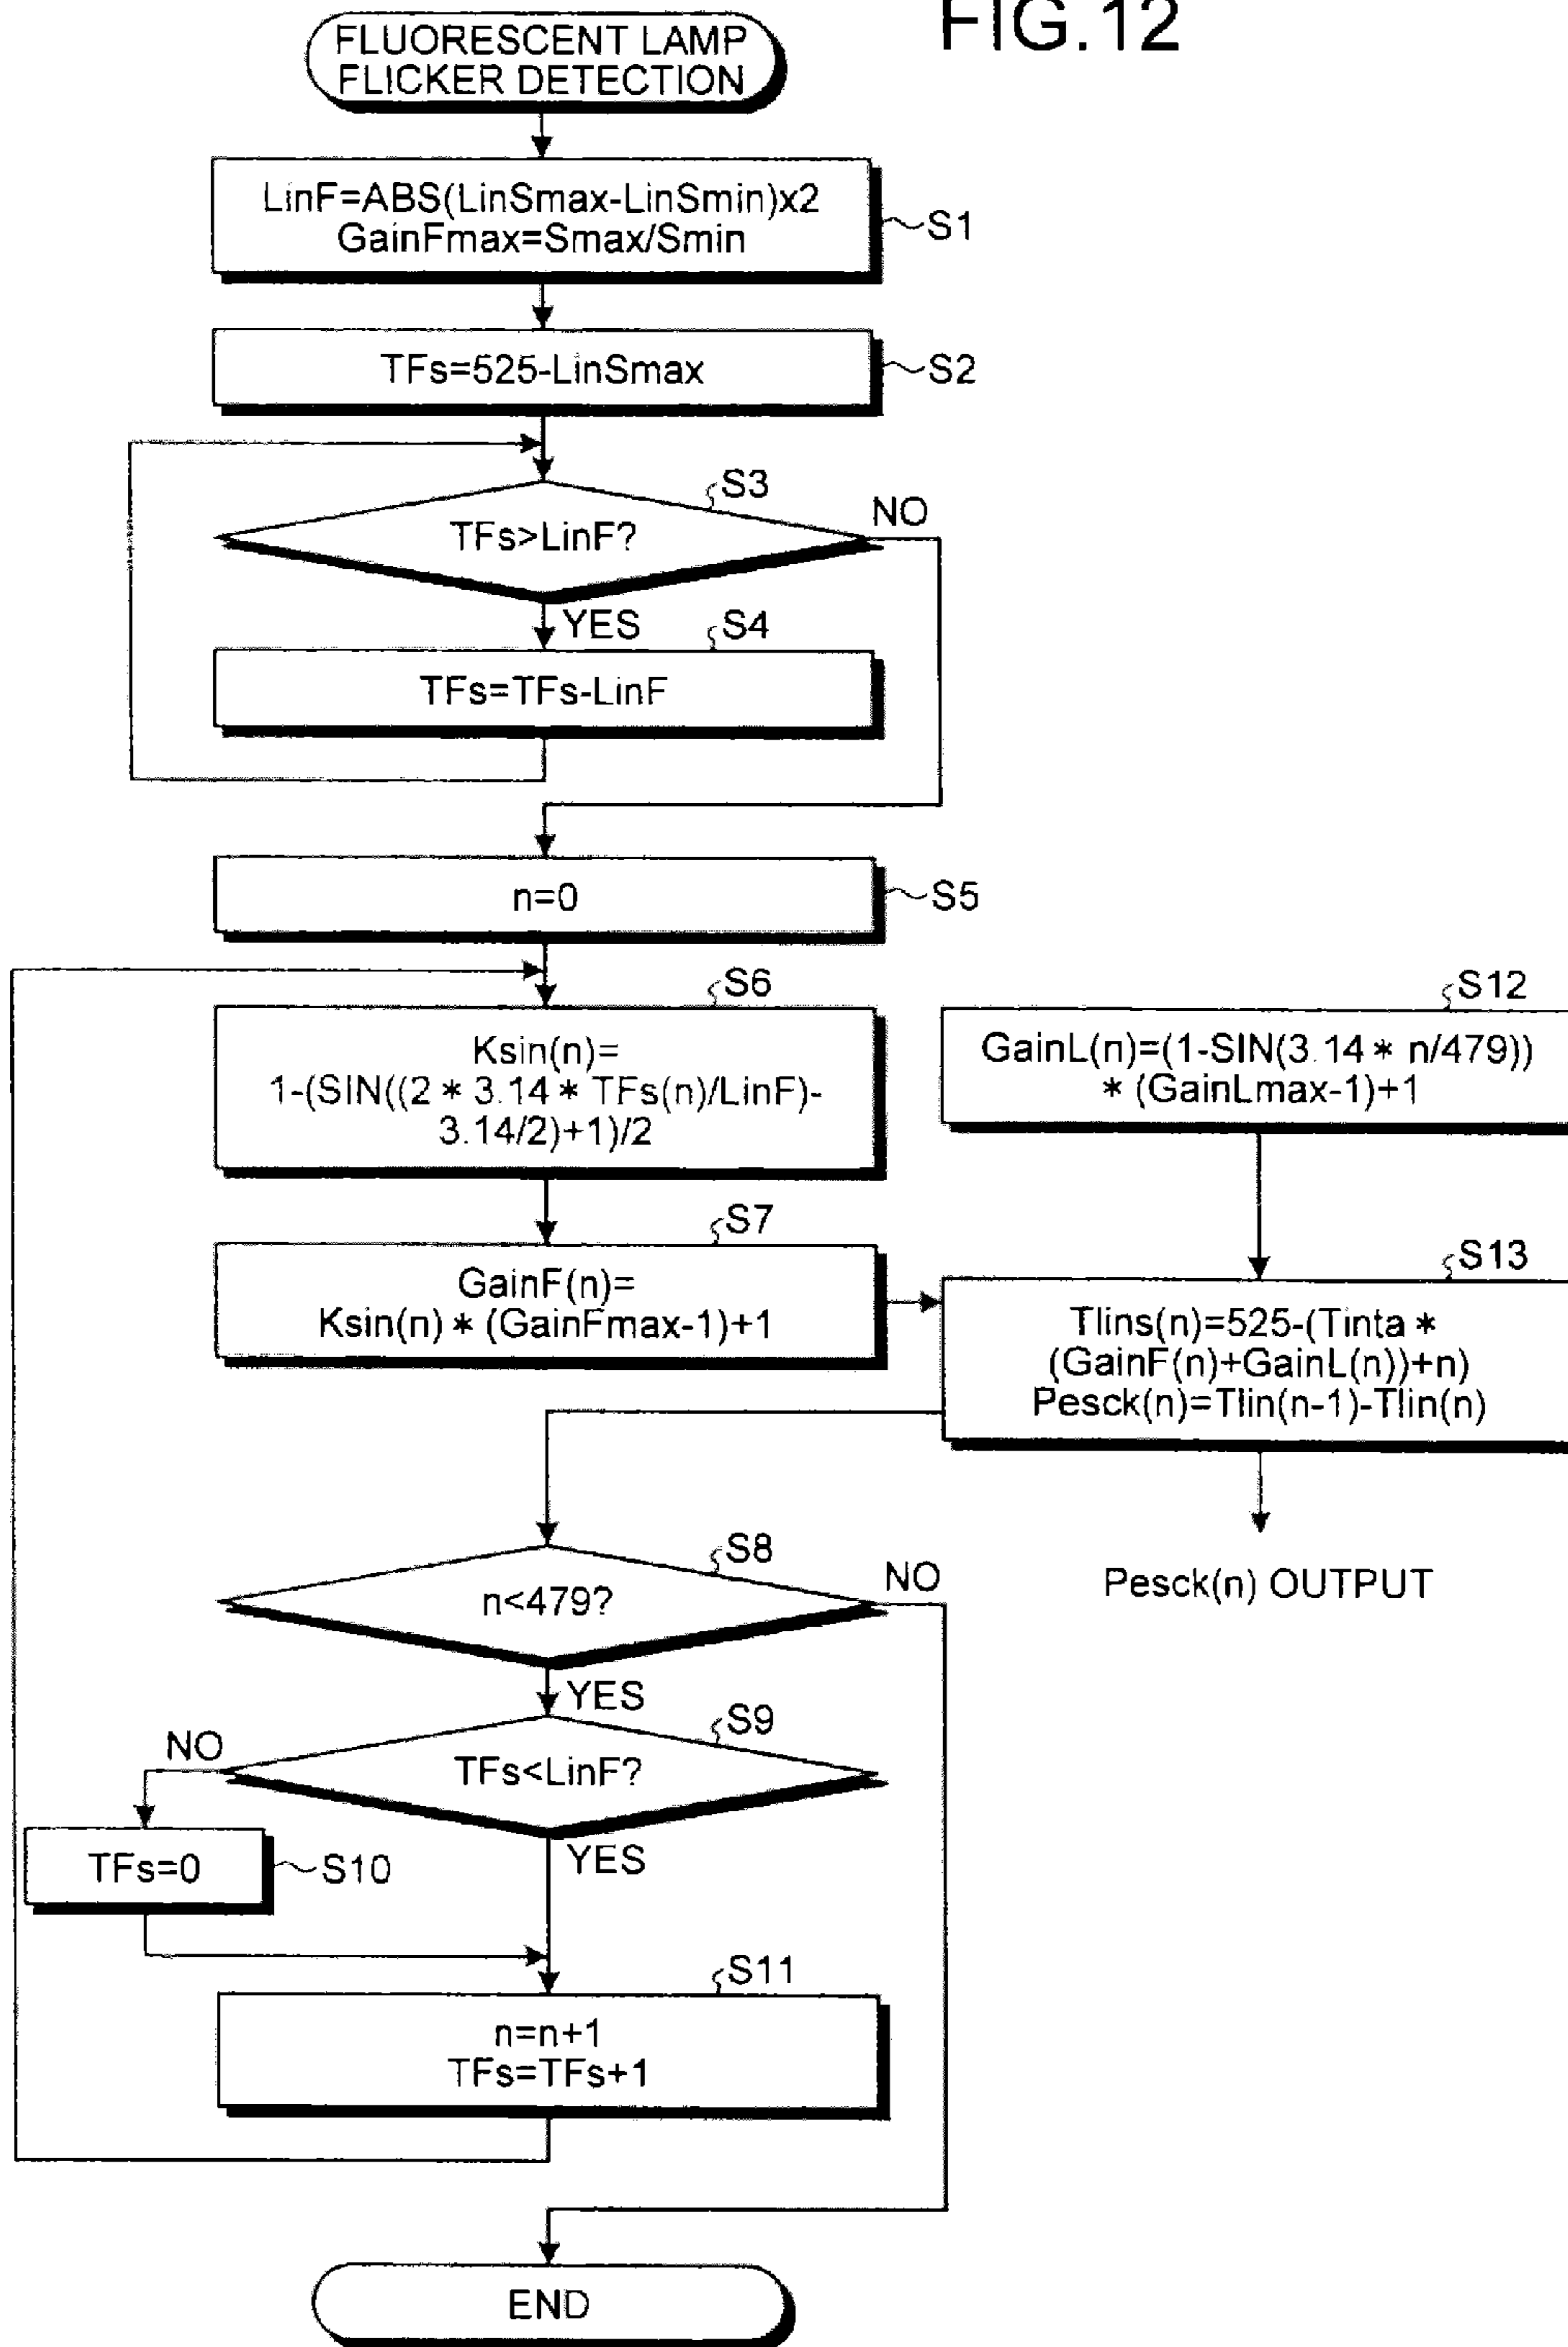 FIG.12
FLUORESCENT LAMP
FLICKER DETECTION
LinF=ABS(LinSmax-LinSmin)x2
GainFmax=Smax/Smin
S1
TFs=525-LinSmax
S2
S3
TFs>LinF?
NO
YES
S4
TFs=TFs-LinF
n=0
S5
S6
Ksin(n)=
1-(SIN((2 * 3.14 * TFs(n)/LinF)-
3.14/2)+1)/2
S12
GainL(n)=(1-SIN(3.14 * n/479))
* (GainLmax-1)+1
S7
GainF(n)=
Ksin(n) * (GainFmax-1)+1
S13
Tlins(n)=525-(Tinta *
(GainF(n)+GainL(n))+n)
Pesck(n)=Tlin(n-1)-Tlin(n)
Pesck(n) OUTPUT
S8
n<479?
NO
YES
S9
TFs<LinF?
NO
YES
TFs=0
S10
S11
n=n+1
TFs=TFs+1
END